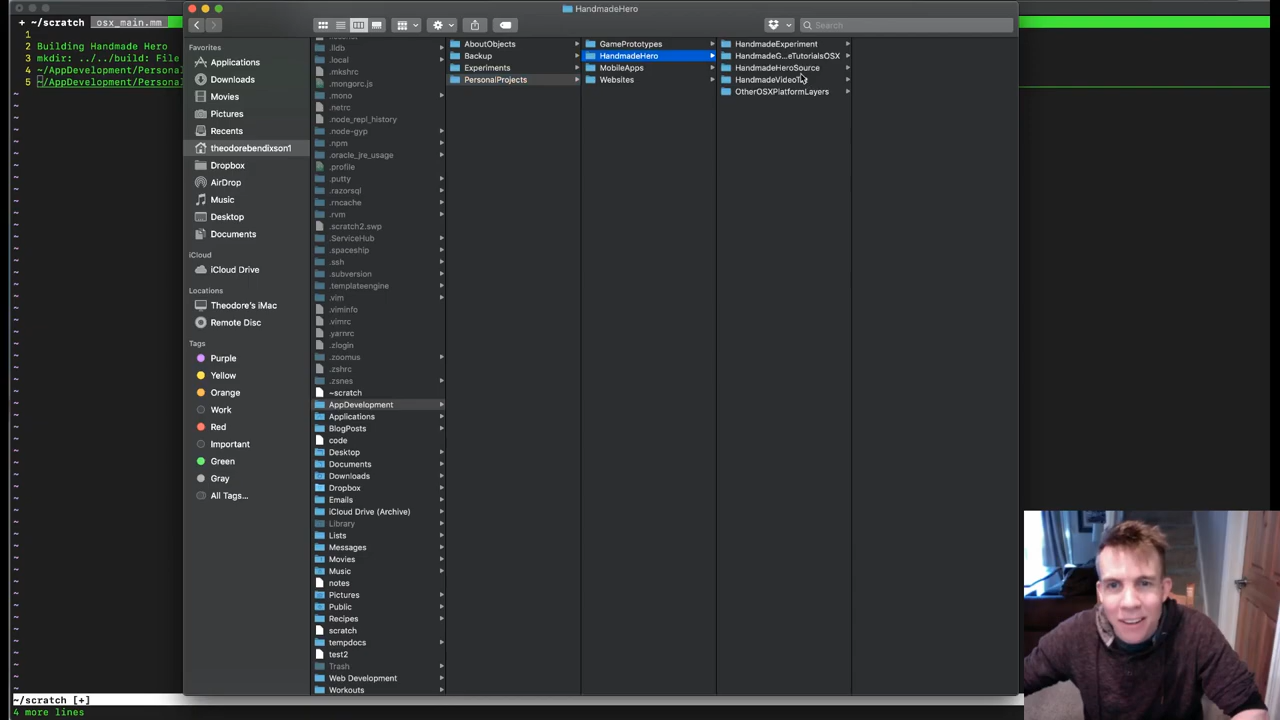 + ~/scratch  osx_main.mm
1
2 Building Handmade Hero
3 mkdir: ../../build: File
4 ~/AppDevelopment/Personal
5 ~/AppDevelopment/Personal
~/scratch [+]
4 more lines
HandmadeHero
Search
Favorites
Applications
Downloads
Movies
Pictures
Recents
theodorebendixson1
Dropbox
AirDrop
Music
Desktop
Documents
iCloud
iCloud Drive
Locations
Theodore's iMac
Remote Disc
Tags
Purple
Yellow
Orange
Work
Red
Important
Green
Gray
All Tags...
.lldb
.local
.mkshrc
.mongorc.js
.mono
.netrc
.node_repl_history
.node-gyp
.npm
.oracle_jre_usage
.profile
.putty
.razorsql
.rncache
.rvm
.scratch2.swp
.ServiceHub
.spaceship
.ssh
.subversion
.templateengine
.vim
.viminfo
.vimrc
.yarnrc
.zlogin
.zoomus
.zshrc
.zsnes
~scratch
AppDevelopment
Applications
BlogPosts
code
Desktop
Documents
Downloads
Dropbox
Emails
iCloud Drive (Archive)
Library
Lists
Messages
Movies
Music
notes
Pictures
Public
Recipes
scratch
tempdocs
test2
Trash
Web Development
Workouts
AboutObjects
Backup
Experiments
PersonalProjects
GamePrototypes
HandmadeHero
MobileApps
Websites
HandmadeExperiment
HandmadeG...eTutorialsOSX
HandmadeHeroSource
OtherOSXPlatformLayers